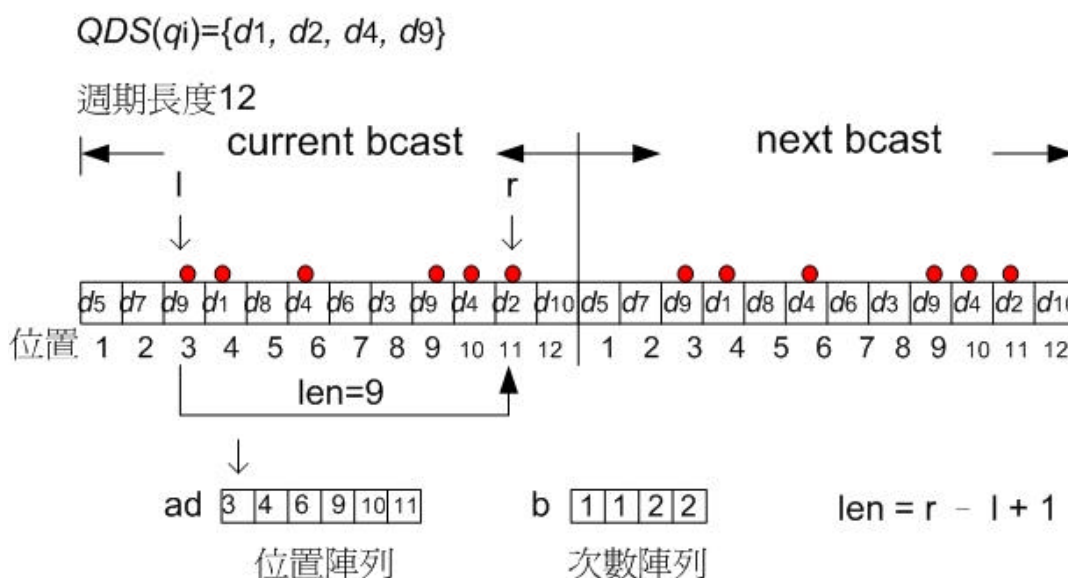 QDS(qi)={d1, d2, d4, d9}
週期長度12
current bcast next bcast
l r
d5 d7 d9 d1 d8 d4 d6 d3 d9 d4 d2 d10 d5 d7 d9 d1 d8 d4 d6 d3 d9 d4 d2 d10
位置 1 2 3 4 5 6 7 8 9 10 11 12 1 2 3 4 5 6 7 8 9 10 11 12
len=9
ad 3 4 6 9 10 11 b 1 1 2 2 len = r - l + 1
位置陣列 次數陣列